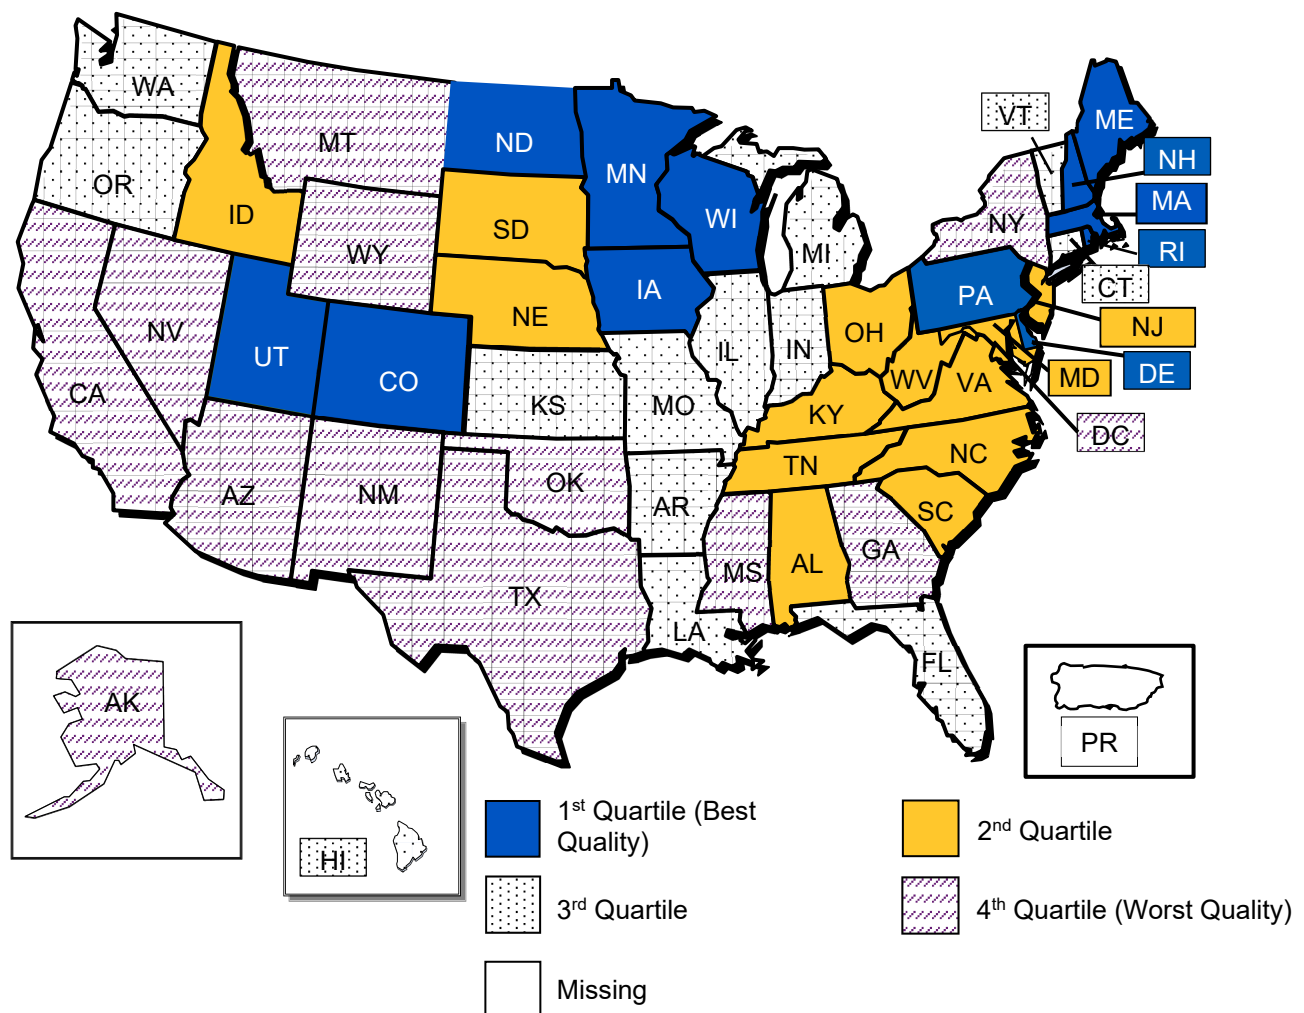 WA
VT
ME
MT
ND
NH
OR
MN
MA
ID
SD
WI
NY
RI
WY
MI
CT
IA
PA
NE
NJ
NV
UT
OH
IL
IN
CO
WV
VA
MD
DE
CA
KS
MO
KY
DC
TN
NC
AZ
NM
OK
AR
SC
GA
MS
AL
TX
LA
FL
AK
PR
HI
1st Quartile (Best
Quality)
2nd Quartile
3rd Quartile
4th Quartile (Worst Quality)
Missing